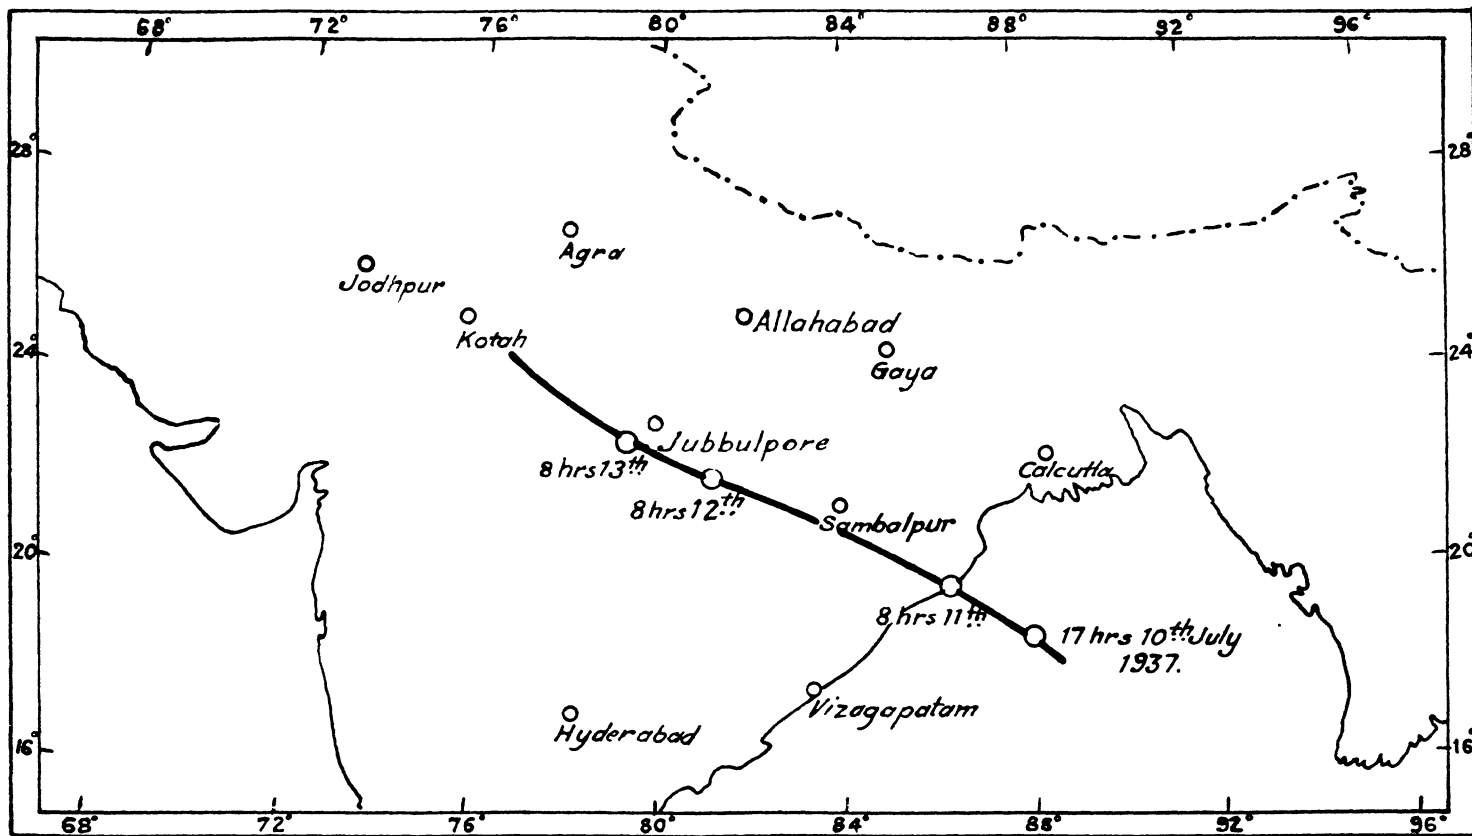 68° 72° 76° 80° 84° 88° 92° 96°
28° 28°
Agra
Jodhpur
Allahabad
Kotah
24° 24°
Gaya
Jubbulpore
8 hrs 13th
Calcutta
8 hrs 12th
Sambalpur
20° 20°
8 hrs 11th
17 hrs 10th July
1937.
Vizagapatam
Hyderabad
16° 16°
68° 72° 76° 80° 84° 88° 92° 96°